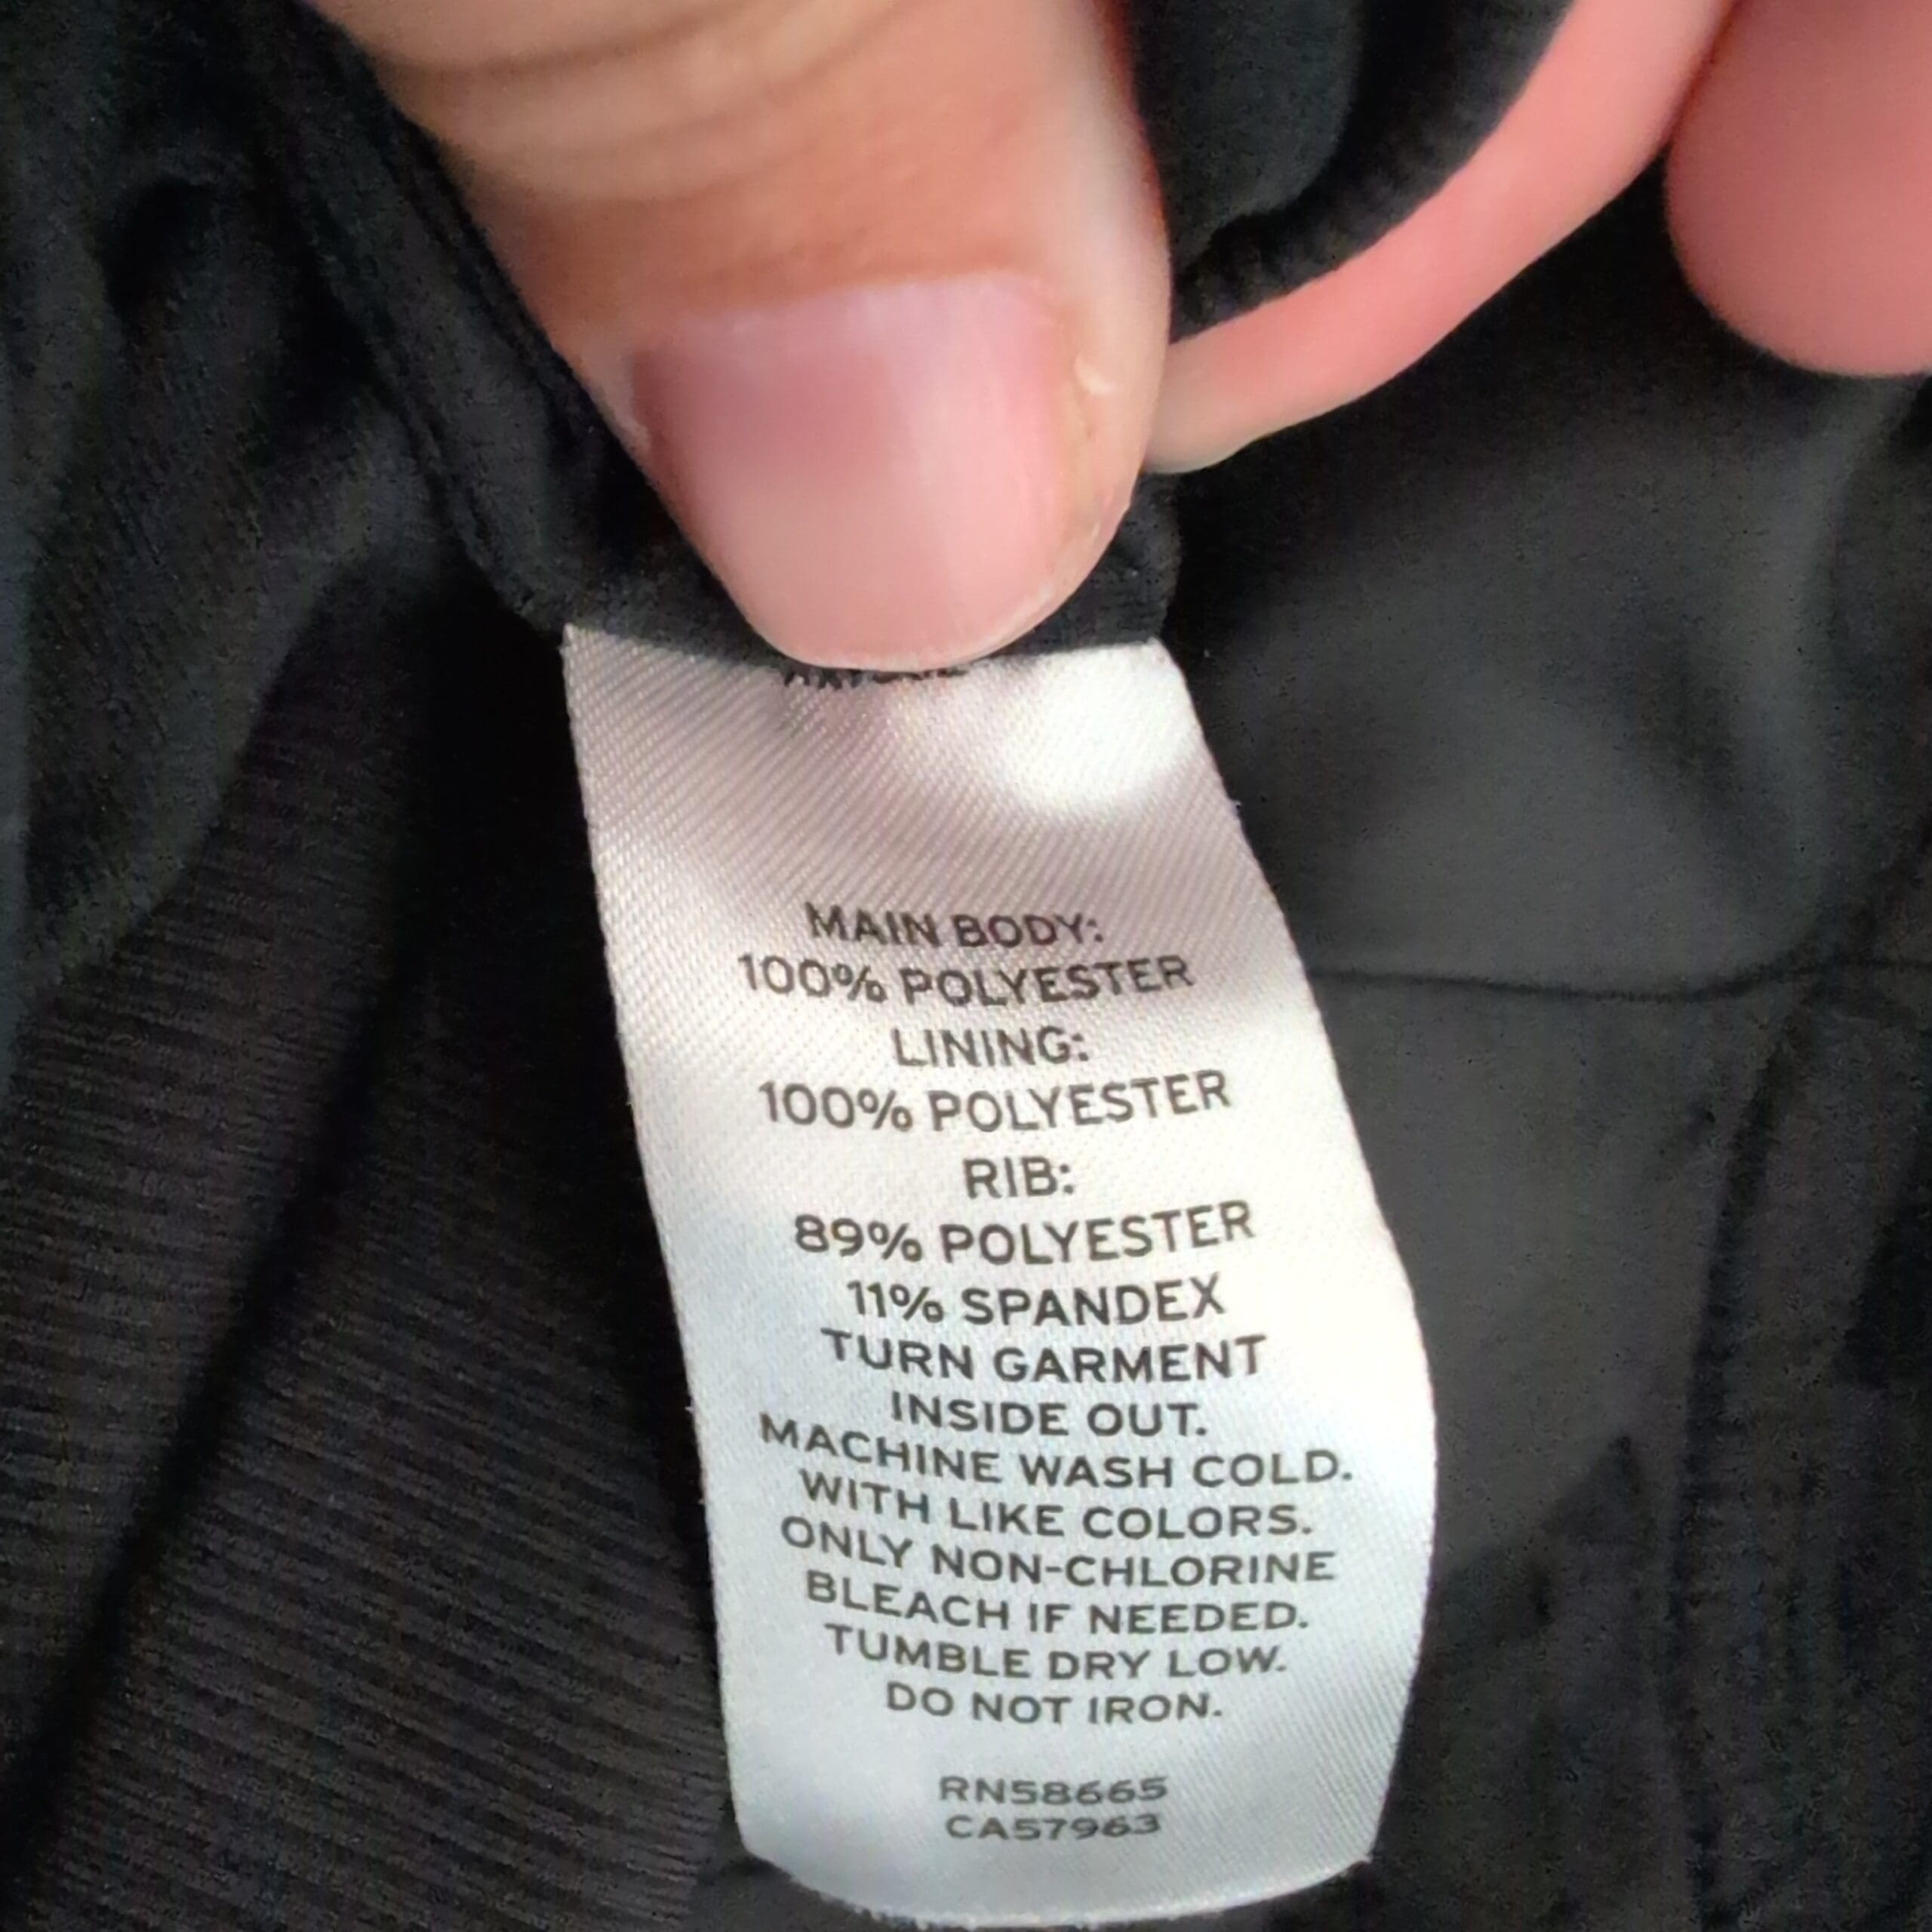 MAIN BODY:
100% POLYESTER
LINING:
100% POLYESTER
RIB:
89% POLYESTER
11% SPANDEX
TURN GARMENT
INSIDE OUT.
MACHINE WASH COLD.
WITH LIKE COLORS.
ONLY NON-CHLORINE
BLEACH IF NEEDED.
TUMBLE DRY LOW.
DO NOT IRON.
RN58665
CA57963